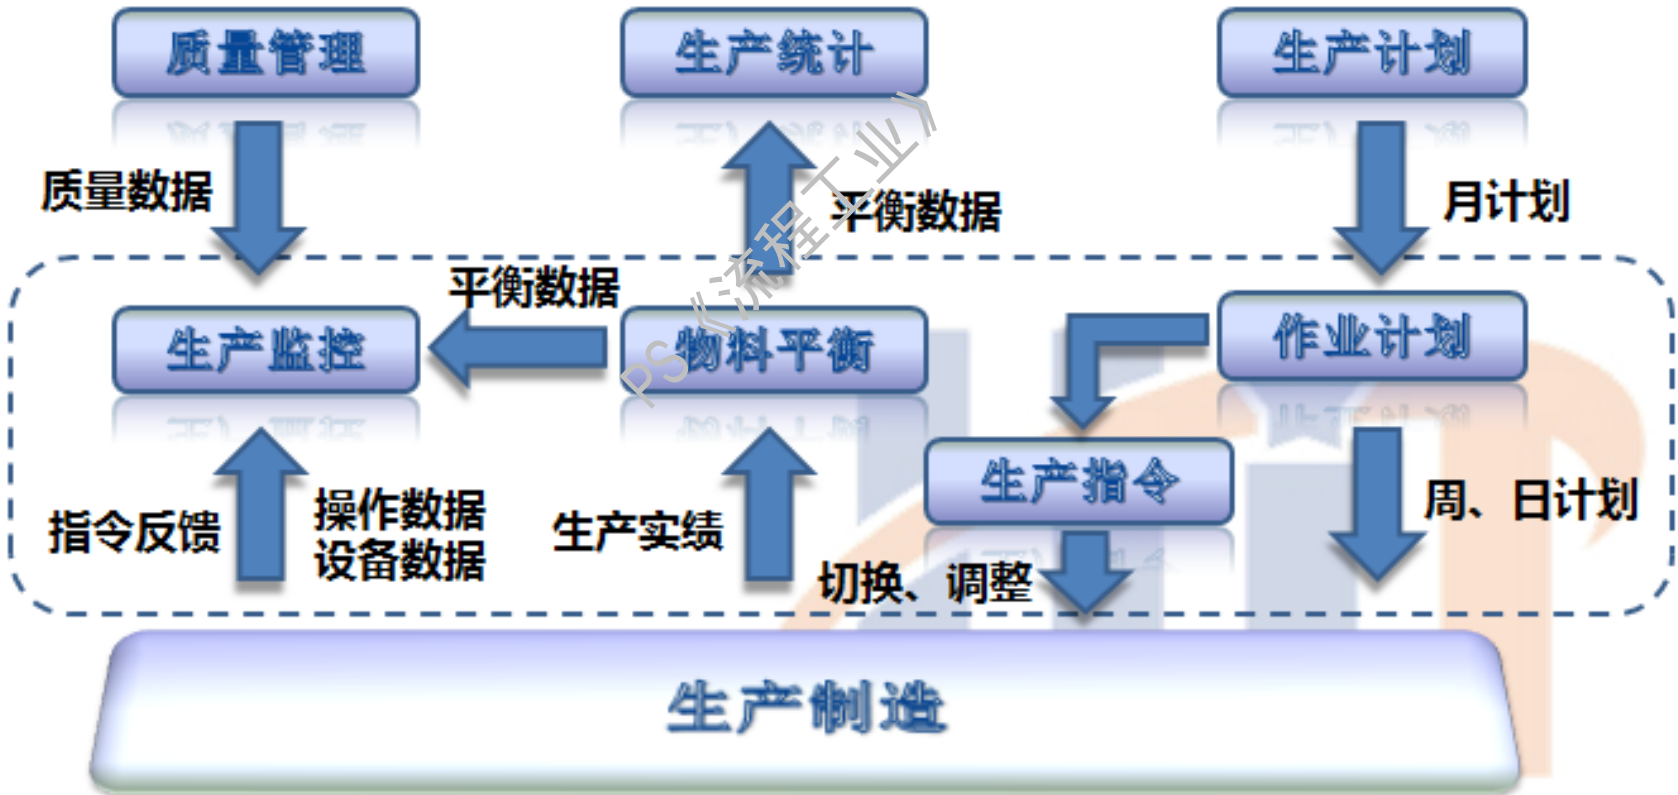 质量管理
生产统计
生产计划
质量数据
平衡数据
月计划
平衡数据
生产监控
物料平衡
作业计划
生产指令
指令反馈
操作数据
设备数据
生产实绩
切换、调整
周、日计划
生产制造
PS《流程工业》